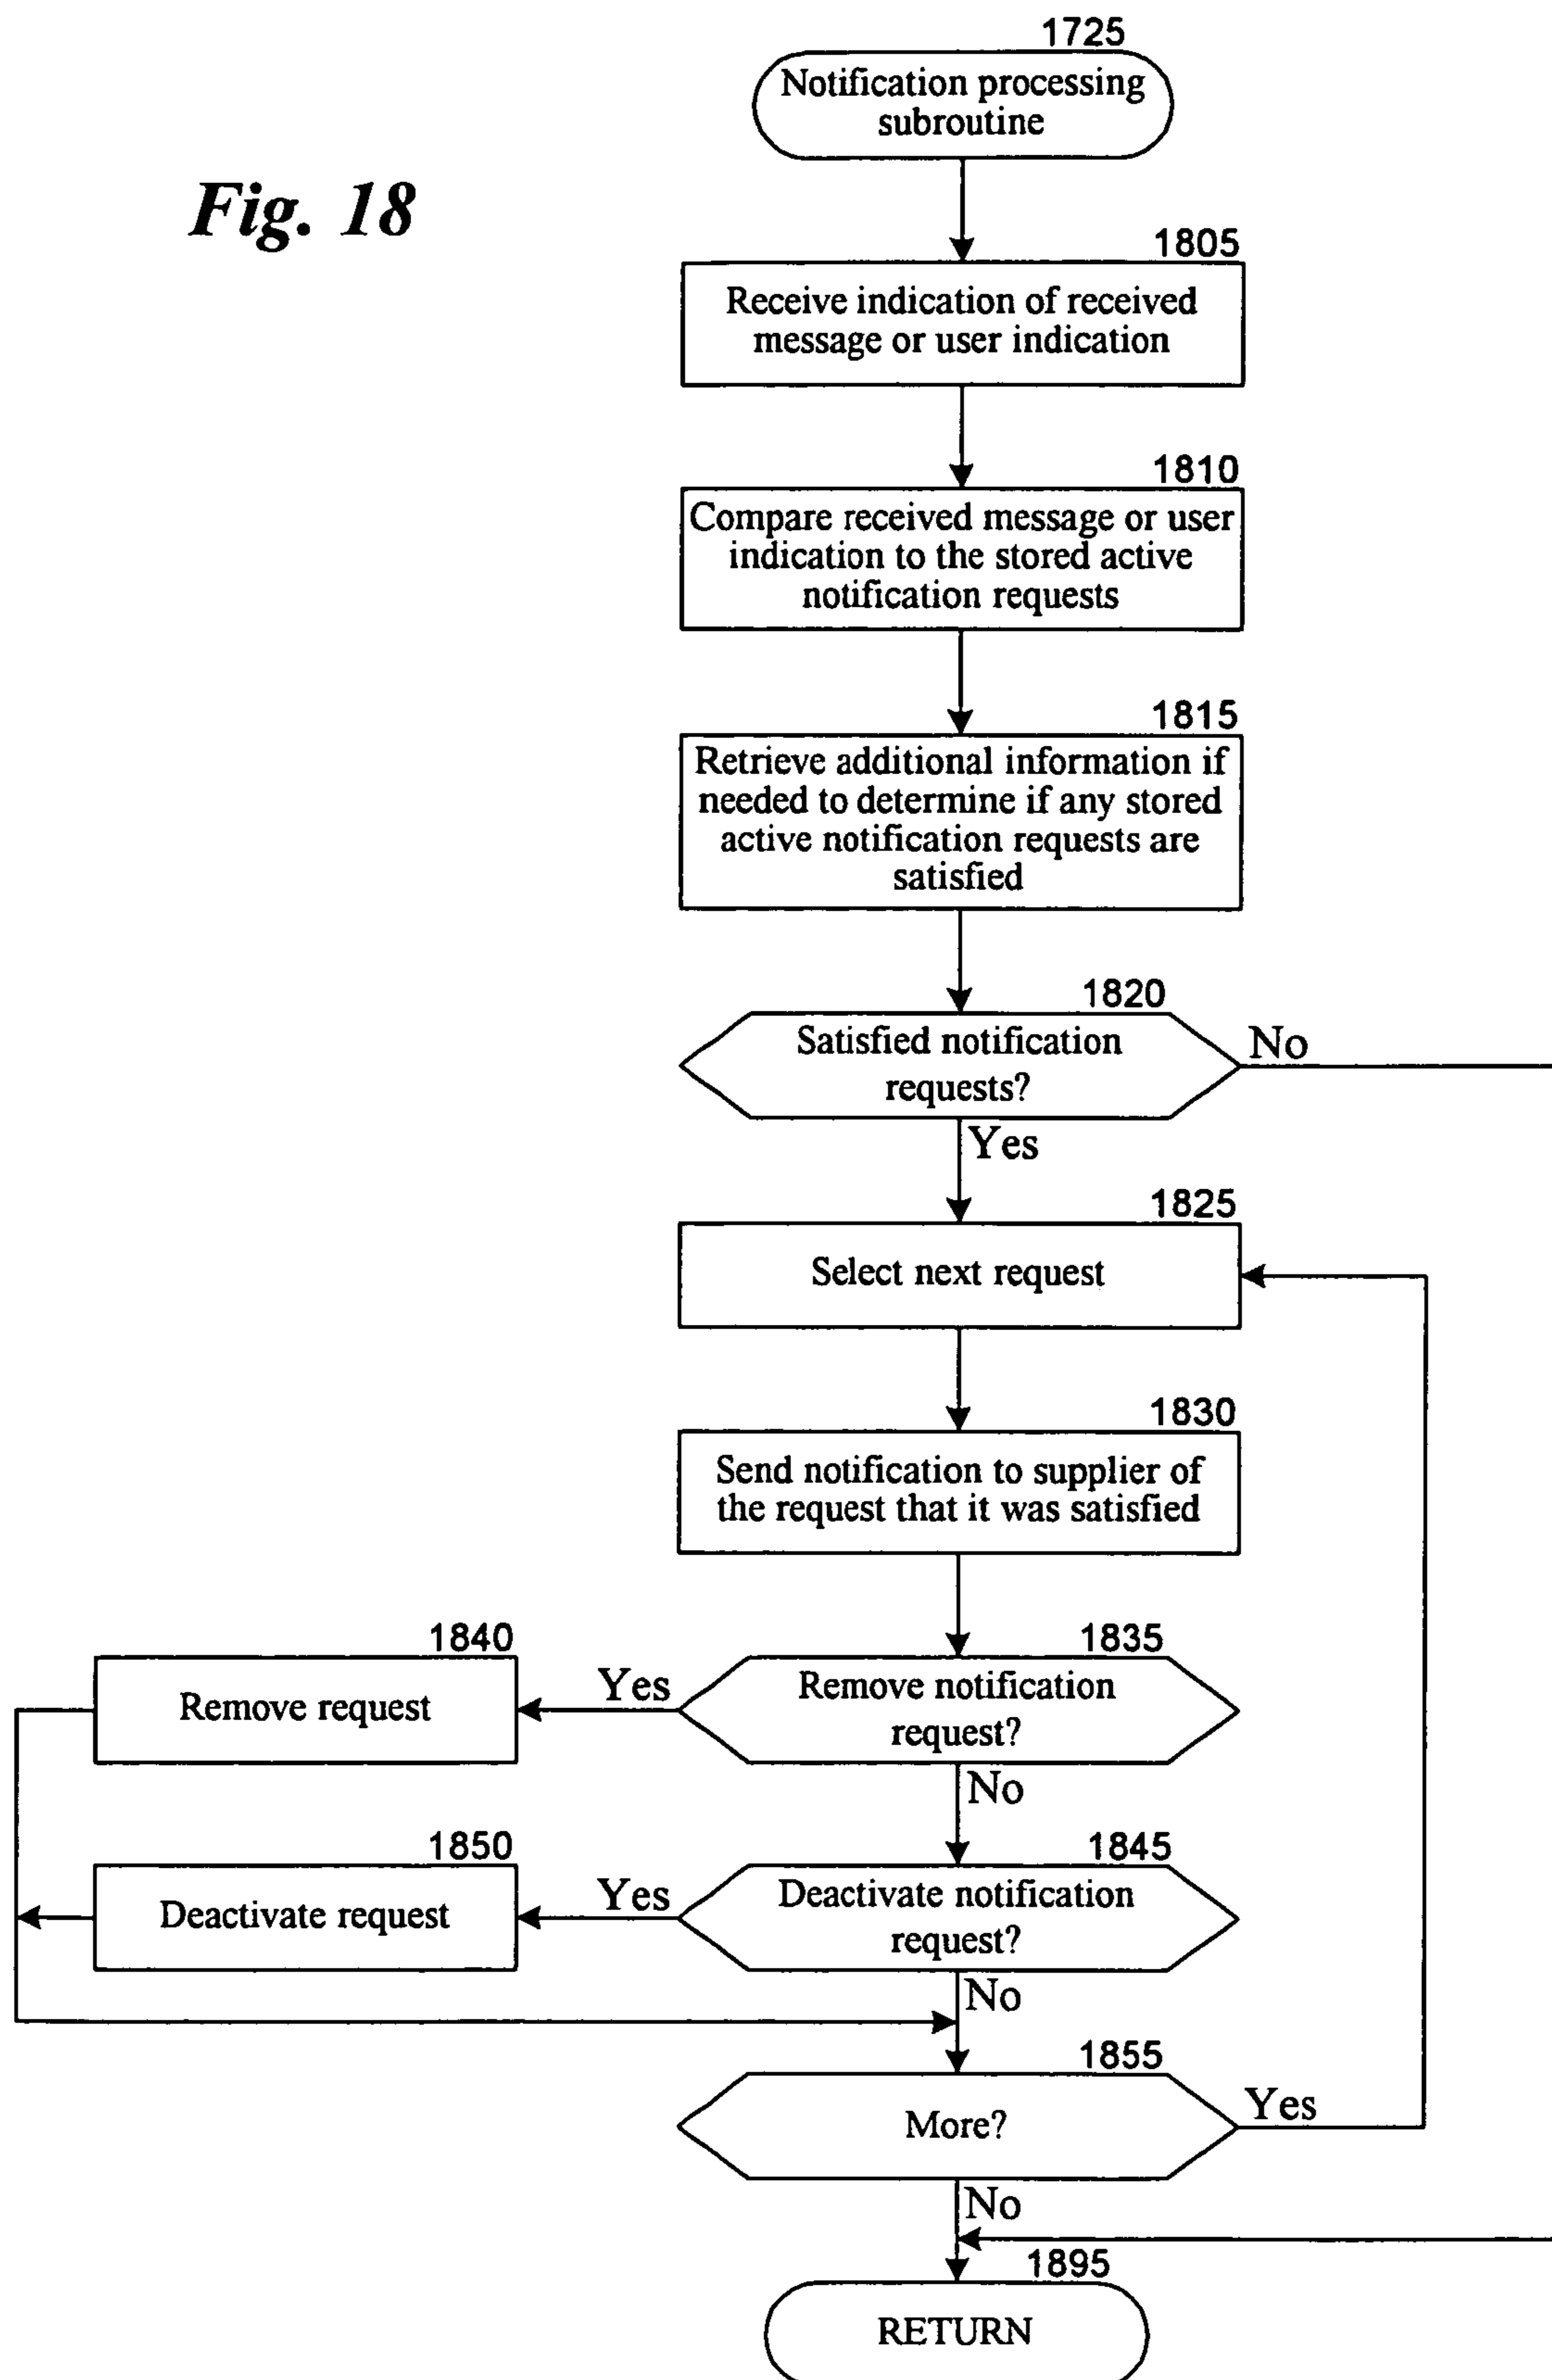 1725
Notification processing
subroutine
Fig. 18
1805
Receive indication of received
message or user indication
1810
Compare received message or user
indication to the stored active
notification requests
1815
Retrieve additional information if
needed to determine if any stored
active notification requests are
satisfied
1820
Satisfied notification
requests?
No
Yes
1825
Select next request
1830
Send notification to supplier of
the request that it was satisfied
1840
Remove request
Yes
1835
Remove notification
request?
No
1850
Deactivate request
Yes
1845
Deactivate notification
request?
No
1855
More?
Yes
No
1895
RETURN